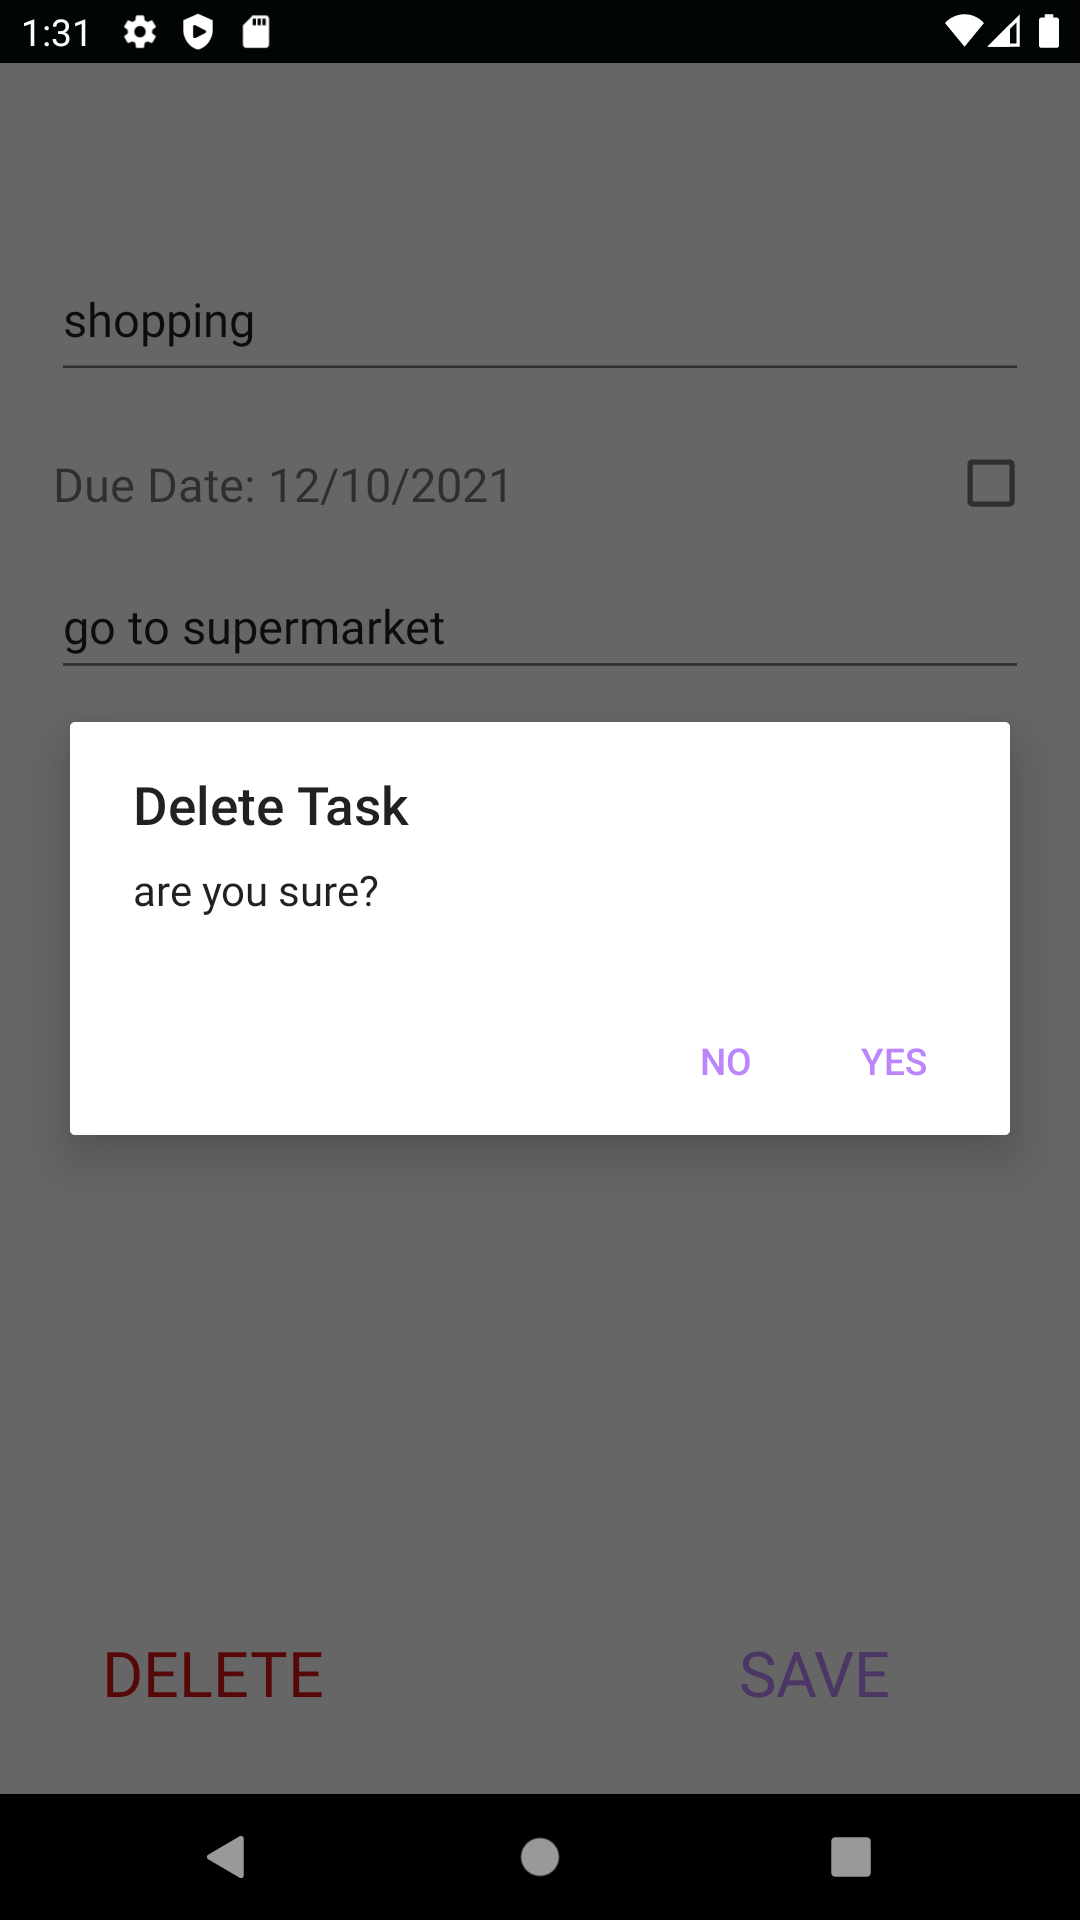 1:31
shopping
Due Date: 12/10/2021
go to supermarket
Delete Task
are you sure?
NO YES
DELETE SAVE